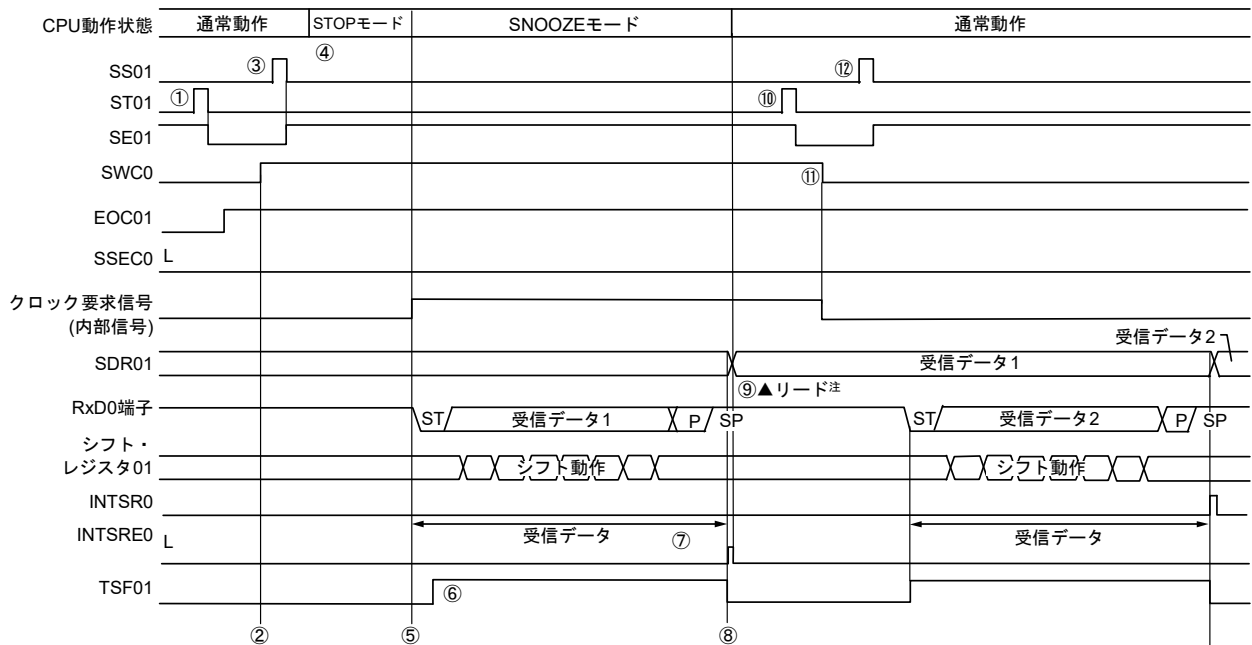 CPU動作状態 通常動作 STOPモード SNOOZEモード 通常動作
④
SS01 ③ ⑫
ST01 ① ⑩
SE01
SWC0 ⑪
EOC01
SSEC0 L
クロック要求信号
(内部信号)
受信データ2
SDR01 受信データ1
⑨▲リード注
RxD0端子 ST 受信データ1 P SP ST 受信データ2 P SP
シフト・
レジスタ01 シフト動作 シフト動作
INTSR0
INTSRE0 L 受信データ ⑦ 受信データ
TSF01 ⑥
② ⑤ ⑧